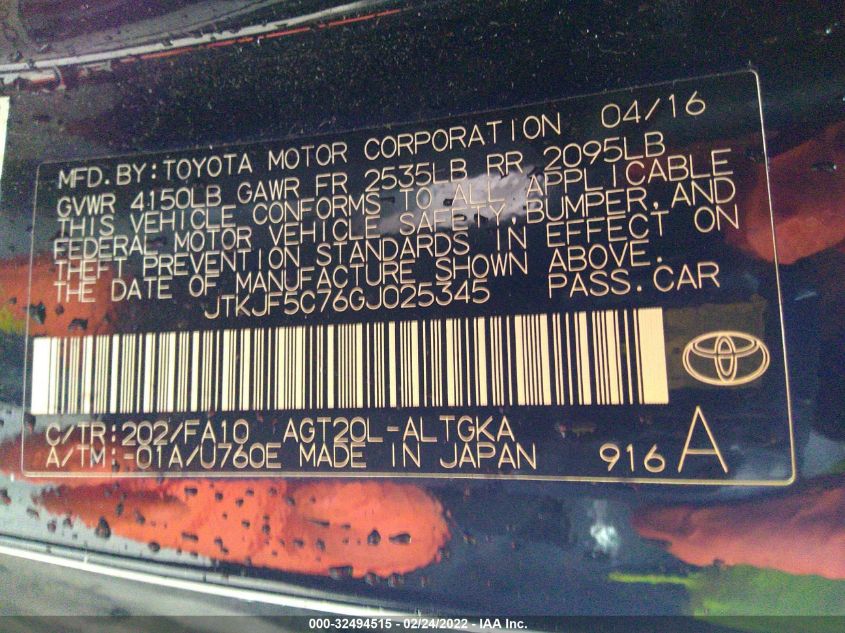 MFD.BY:TOYOTA MOTOR CORPORATION 04/16
GVWR 4150LB GAWR FR 2535LB RR 2095LB
THIS VEHICLE CONFORMS TO ALL APPLICABLE
FEDERAL MOTOR VEHICLE SAFETY, BUMPER, AND
THEFT PREVENTION STANDARDS IN EFFECT ON
THE DATE OF MANUFACTURE SHOWN ABOVE.
JTKJF5C76GJ025345 PASS.CAR
C/TR:202/FA10 AGT20L-ALTGKA
A/TM:-01A/U760E MADE IN JAPAN 916 A
000-32494515 - 02/24/2022 - IAA Inc.